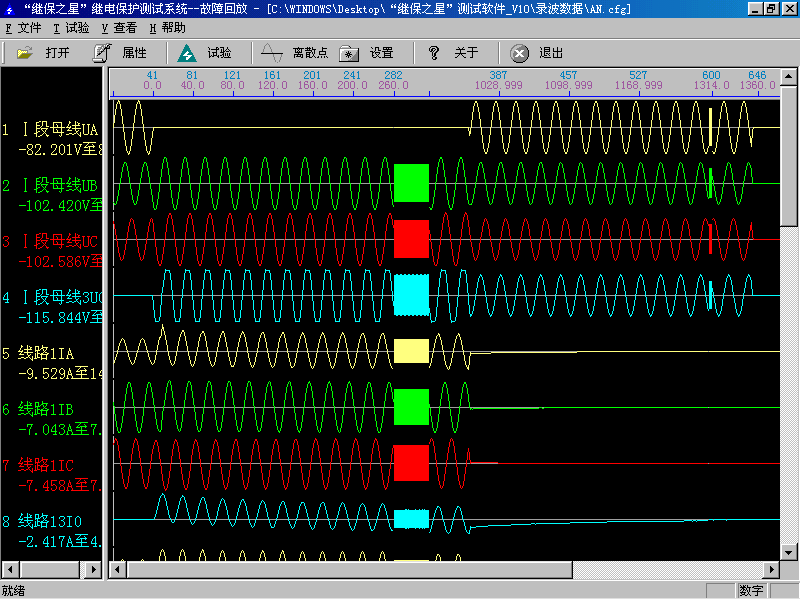 “继保之星”继电保护测试系统--故障回放 - [C:\WINDOWS\Desktop\“继保之星”测试软件_V10\录波数据\AN.cfg]
F 文件 T 试验 V 查看 H 帮助
打开 属性 试验 离散点 设置 关于 退出
41 81 121 161 201 241 282 387 457 527 600 646
0.0 40.0 80.0 120.0 160.0 200.0 260.0 1028.999 1098.999 1168.999 1314.0 1360.0
1 Ⅰ段母线UA
-82.201V至8
2 Ⅰ段母线UB
-102.420V至
3 Ⅰ段母线UC
-102.586V至
4 Ⅰ段母线3U0
-115.844V至
5 线路1IA
-9.529A至14
6 线路1IB
-7.043A至7.
7 线路1IC
-7.458A至7.
8 线路13I0
-2.417A至4.
就绪 数字